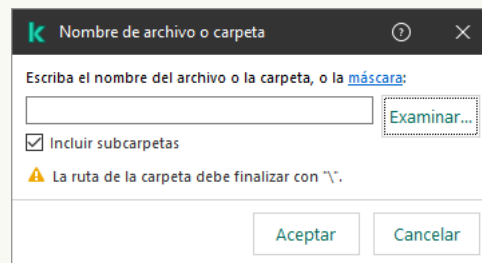 Nombre de archivo o carpeta
Escriba el nombre del archivo o la carpeta, o la máscara:
Examinar...
Incluir subcarpetas
La ruta de la carpeta debe finalizar con "\".
Aceptar Cancelar